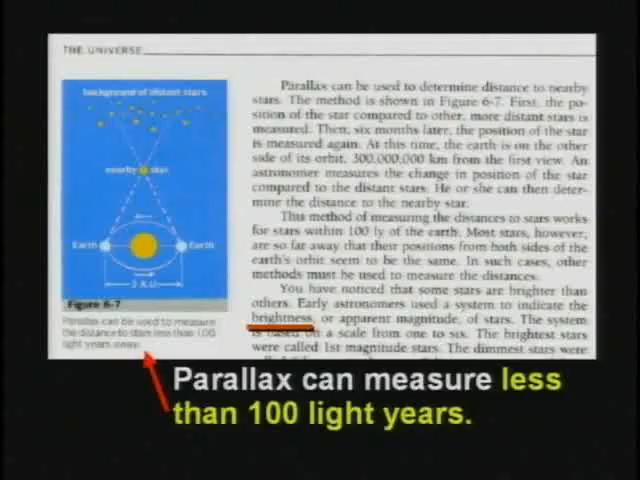 THE UNIVERSE
background of distant stars
nearby star
Earth
Earth
2 A.U.
Figure 6-7
Parallax can be used to measure
the distance to stars less than 100
light years away.
Parallax can be used to determine distance to nearby
stars. The method is shown in Figure 6-7. First, the po-
sition of the star compared to other, more distant stars is
measured. Then, six months later, the position of the star
is measured again. At this time, the earth is on the other
side of its orbit, 300,000,000 km from the first view. An
astronomer measures the change in position of the star
compared to the distant stars. He or she can then deter-
mine the distance to the nearby star.
This method of measuring the distances to stars works
for stars within 100 ly of the earth. Most stars, however,
are so far away that their positions from both sides of the
earth's orbit seem to be the same. In such cases, other
methods must be used to measure the distances.
You have noticed that some stars are brighter than
others. Early astronomers used a system to indicate the
brightness, or apparent magnitude, of stars. The system
is based on a scale from one to six. The brightest stars
were called 1st magnitude stars. The dimmest stars were
Parallax can measure less
than 100 light years.